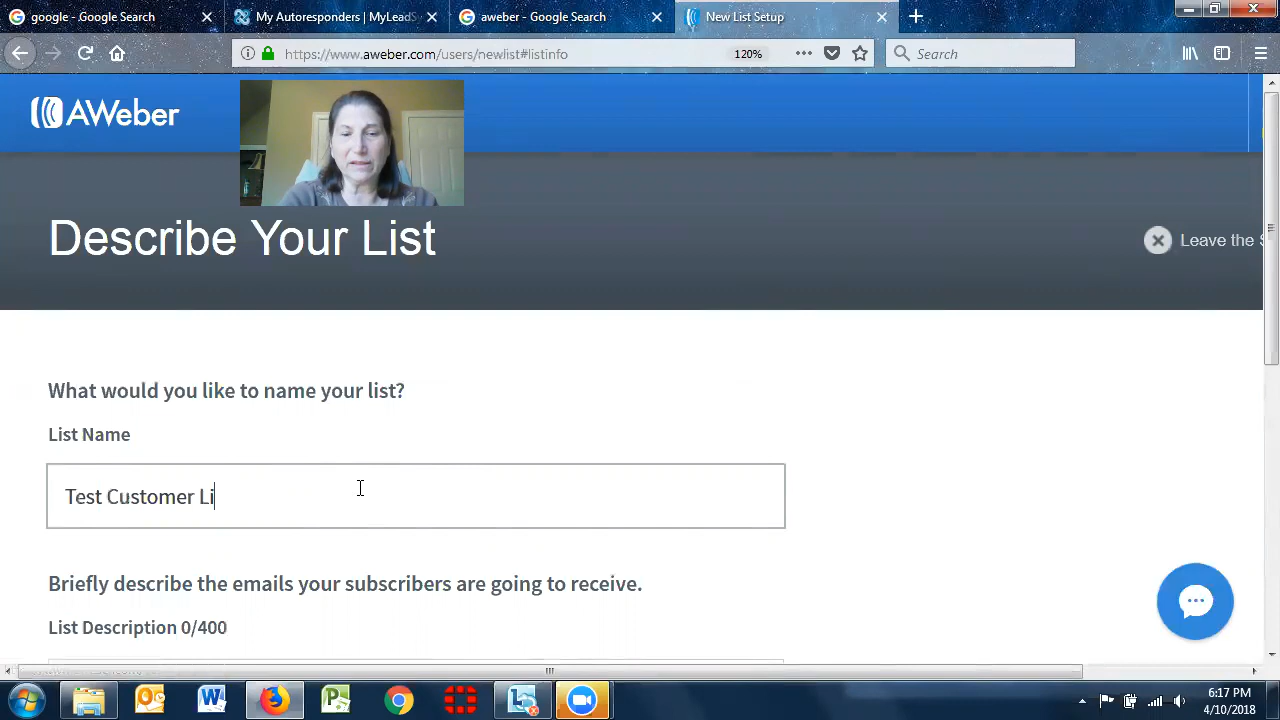 google - Google Search
My Autoresponders | MyLeadS
aweber - Google Search
New List Setup
https://www.aweber.com/users/newlist#listinfo
120%
Search
AWeber
Describe Your List
Leave the S
What would you like to name your list?
List Name
Test Customer Li
Briefly describe the emails your subscribers are going to receive.
List Description 0/400
6:17 PM
4/10/2018